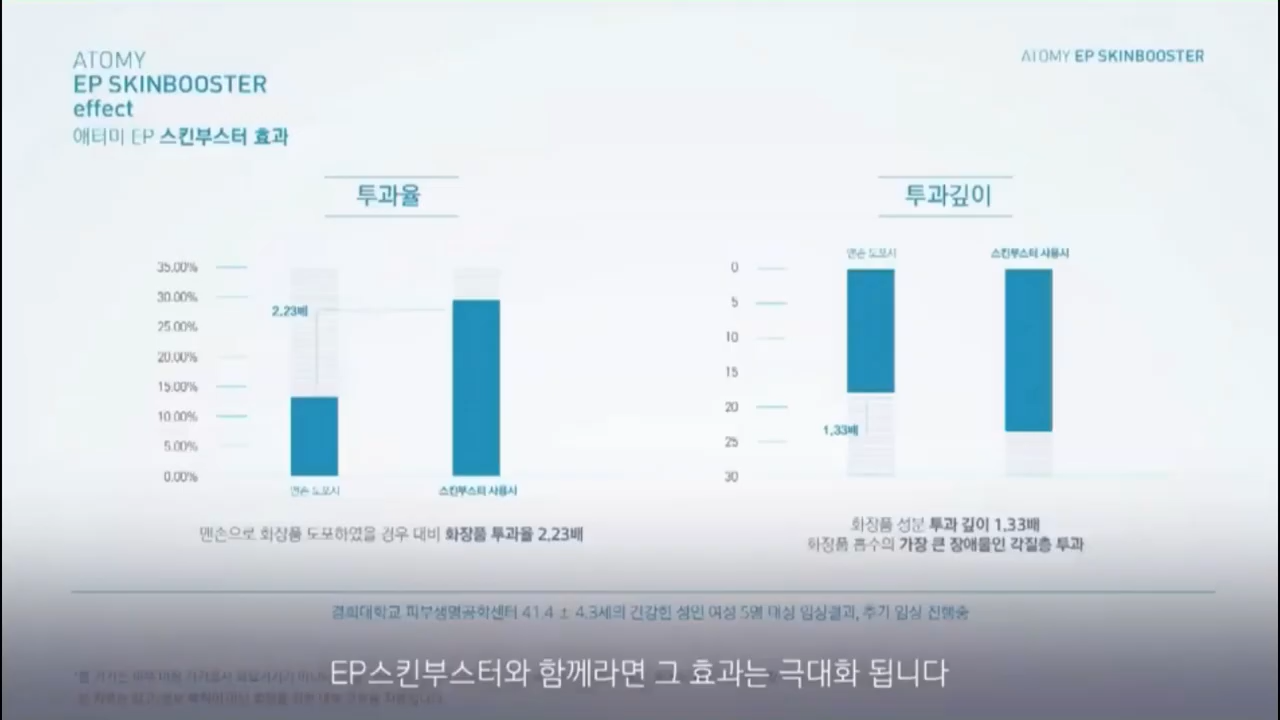 ATOMY
EP SKINBOOSTER
effect
애터미 EP 스킨부스터 효과
ATOMY EP SKINBOOSTER
투과율
35.00%
30.00%
25.00%
20.00%
15.00%
10.00%
5.00%
0.00%
2.23배
맨손 도포시
스킨부스터 사용시
맨손으로 화장품 도포하였을 경우 대비 화장품 투과율 2.23배
투과깊이
맨손 도포시
스킨부스터 사용시
0
5
10
15
20
25
30
1.33배
화장품 성분 투과 깊이 1.33배
화장품 흡수의 가장 큰 장애물인 각질층 투과
경희대학교 피부생명공학센터 41.4 ± 4.3세의 건강한 성인 여성 5명 대상 임상결과, 추가 임상 진행중
EP스킨부스터와 함께라면 그 효과는 극대화 됩니다